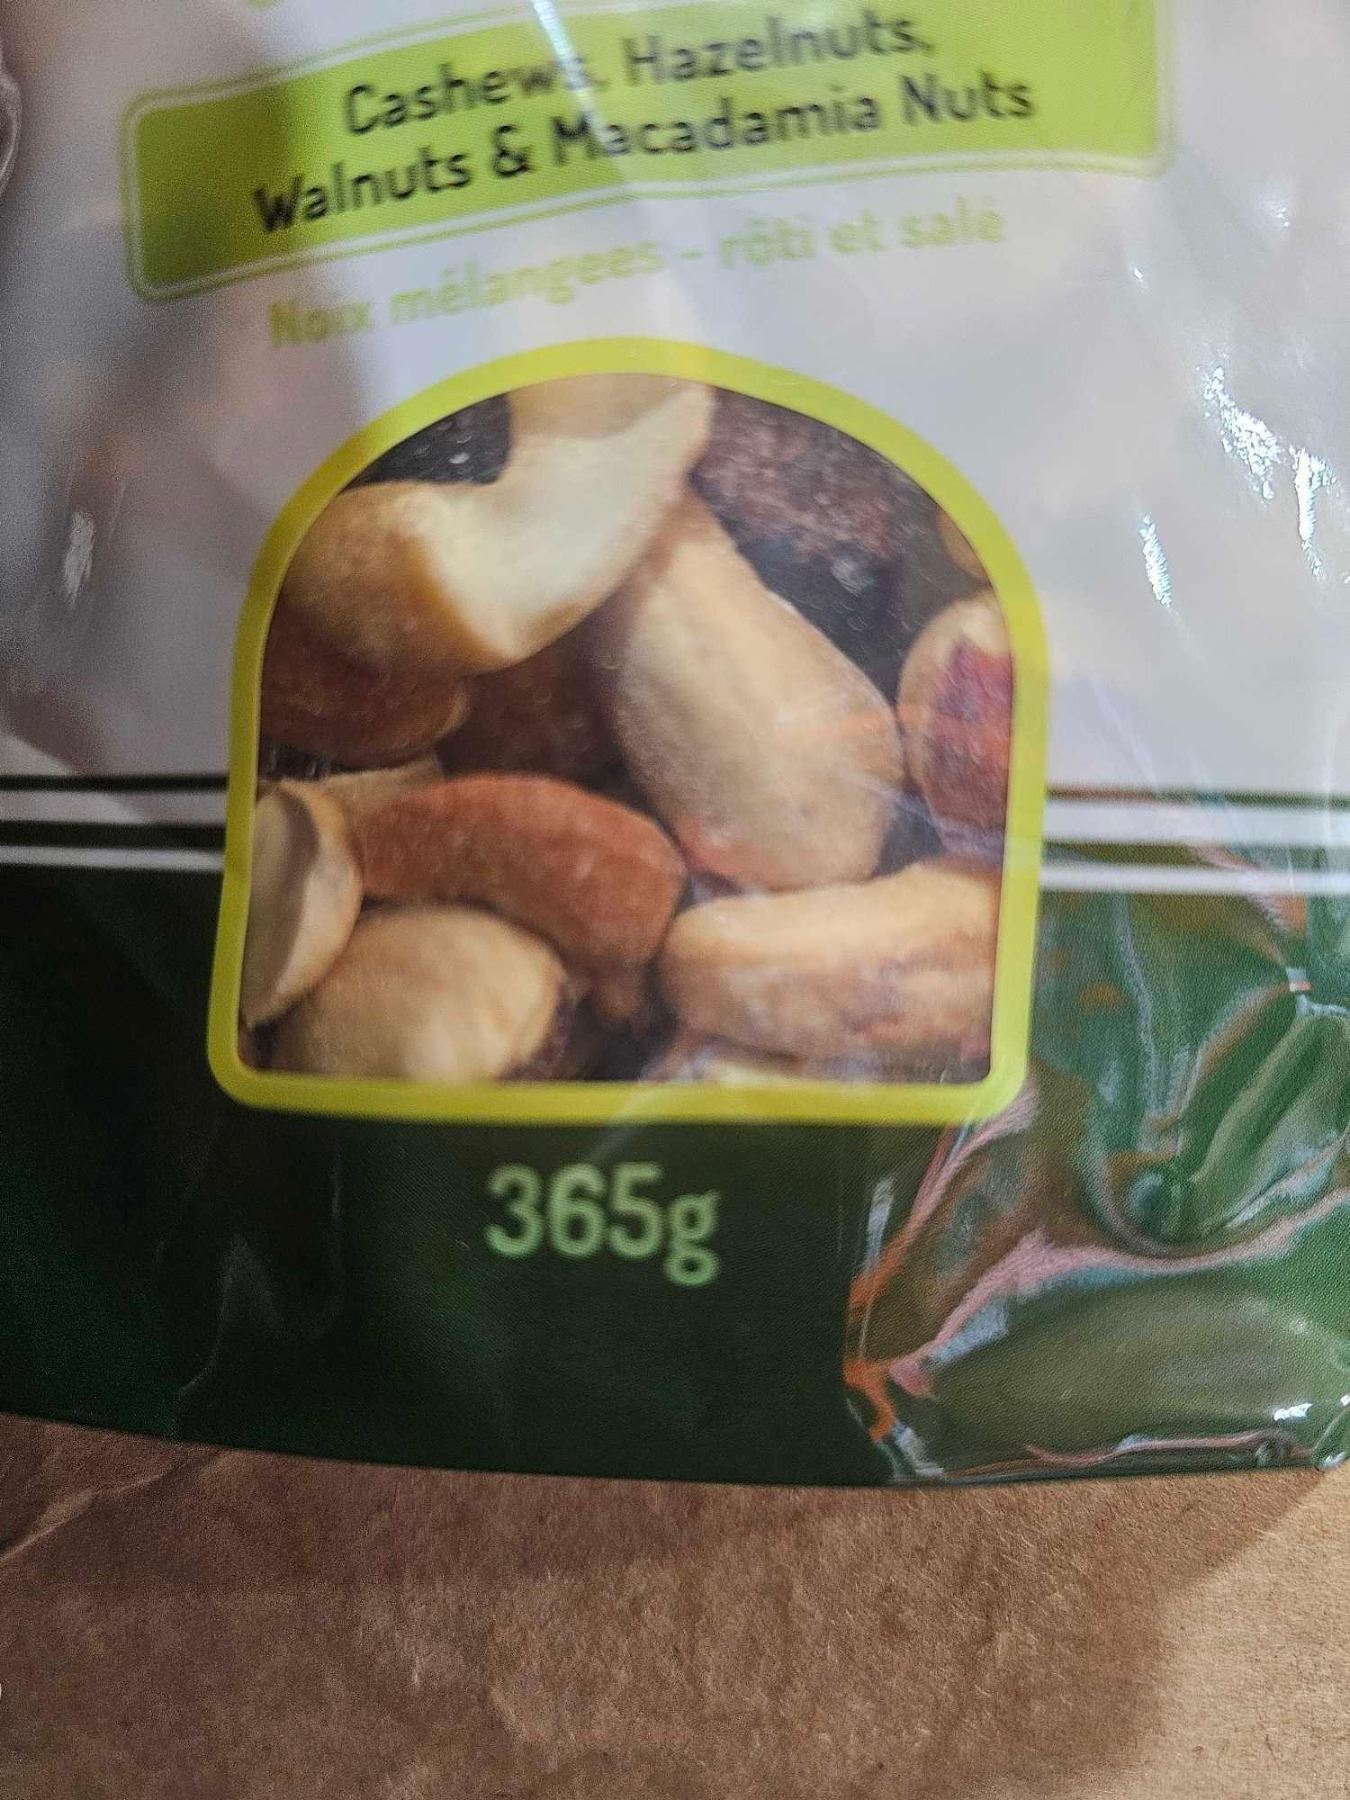 Cashews, Hazelnuts,
Walnuts & Macadamia Nuts
Noix mélangees - rôti et salé
365g